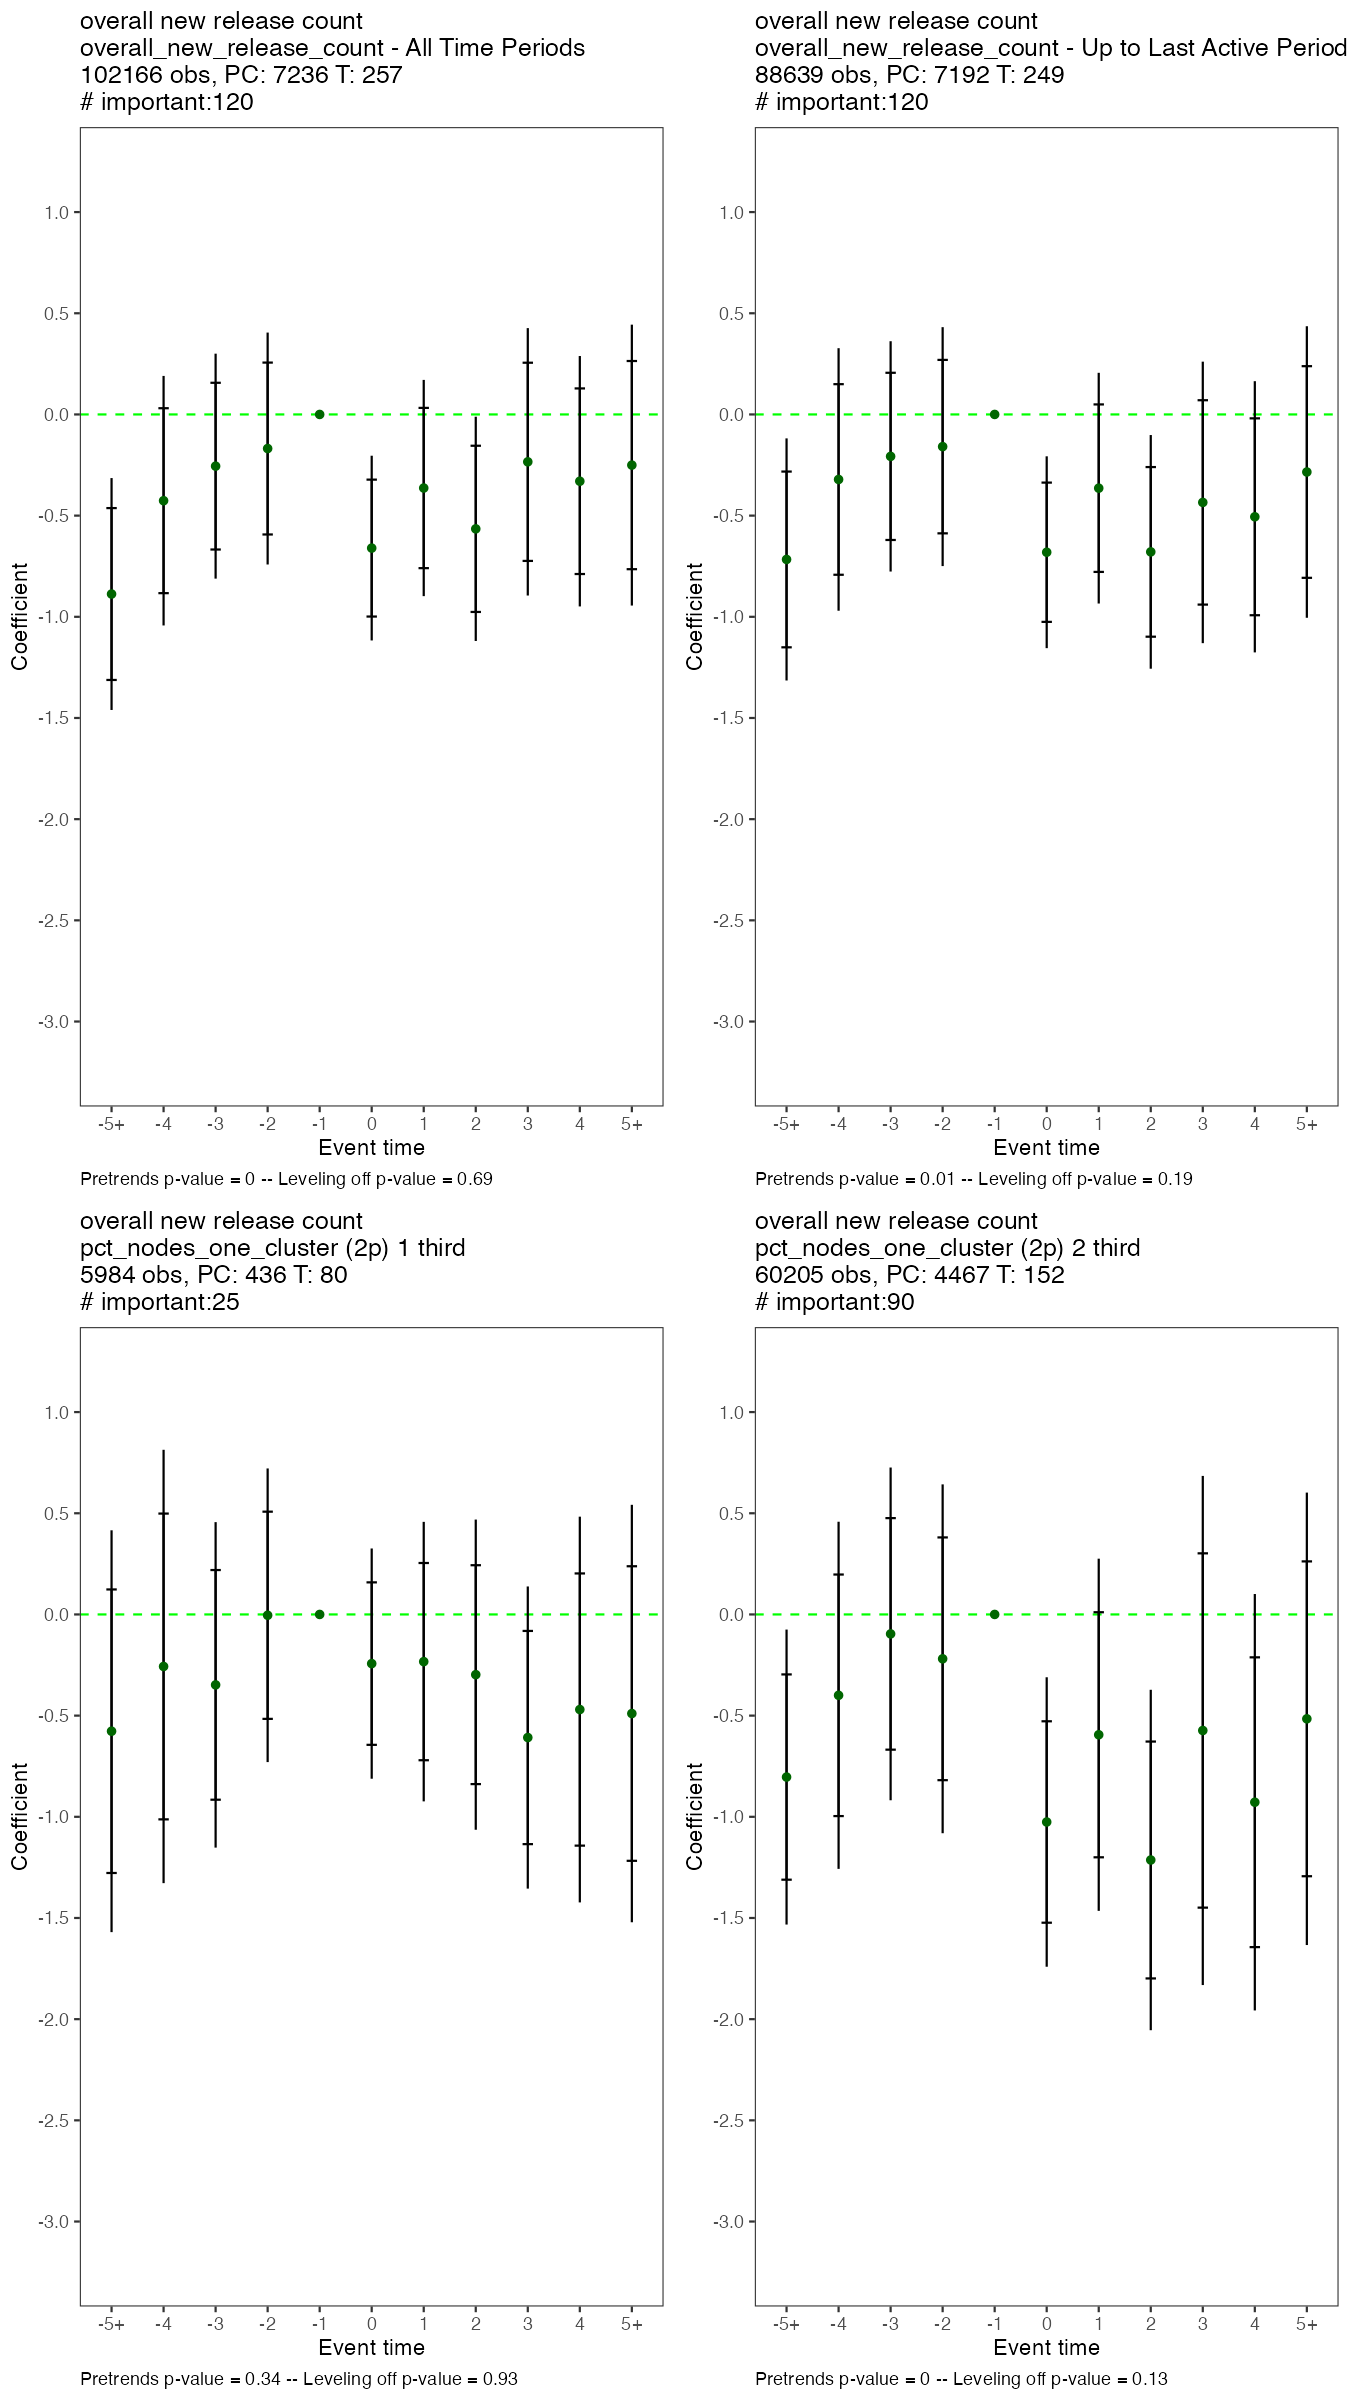 overall new release count
overall_new_release_count - All Time Periods
102166 obs, PC: 7236 T: 257
# important:120
1.0
0.5
0.0
-0.5
-1.0
-1.5
-2.0
-2.5
-3.0
Coefficient
-5+ -4 -3 -2 -1 0 1 2 3 4 5+
Event time
Pretrends p-value = 0 -- Leveling off p-value = 0.69
overall new release count
overall_new_release_count - Up to Last Active Period
88639 obs, PC: 7192 T: 249
# important:120
1.0
0.5
0.0
-0.5
-1.0
-1.5
-2.0
-2.5
-3.0
Coefficient
-5+ -4 -3 -2 -1 0 1 2 3 4 5+
Event time
Pretrends p-value = 0.01 -- Leveling off p-value = 0.19
overall new release count
pct_nodes_one_cluster (2p) 1 third
5984 obs, PC: 436 T: 80
# important:25
1.0
0.5
0.0
-0.5
-1.0
-1.5
-2.0
-2.5
-3.0
Coefficient
-5+ -4 -3 -2 -1 0 1 2 3 4 5+
Event time
Pretrends p-value = 0.34 -- Leveling off p-value = 0.93
overall new release count
pct_nodes_one_cluster (2p) 2 third
60205 obs, PC: 4467 T: 152
# important:90
1.0
0.5
0.0
-0.5
-1.0
-1.5
-2.0
-2.5
-3.0
Coefficient
-5+ -4 -3 -2 -1 0 1 2 3 4 5+
Event time
Pretrends p-value = 0 -- Leveling off p-value = 0.13